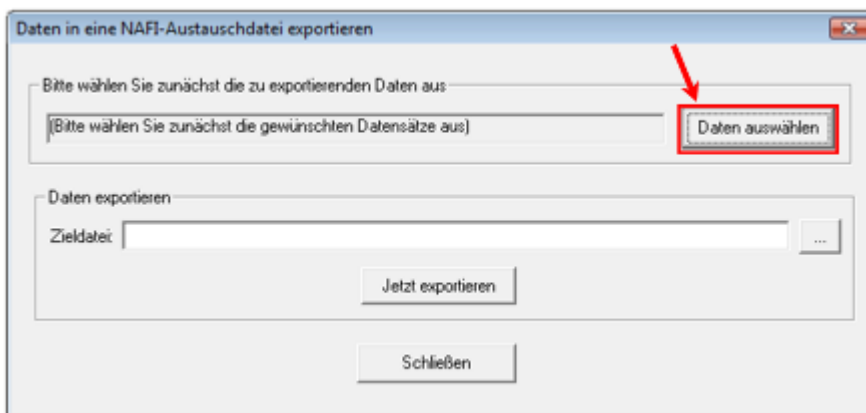 Daten in eine NAFI-Austauschdatei exportieren
Bitte wählen Sie zunächst die zu exportierenden Daten aus
(Bitte wählen Sie zunächst die gewünschten Datensätze aus)
Daten auswählen
Daten exportieren
Zieldatei:
...
Jetzt exportieren
Schließen